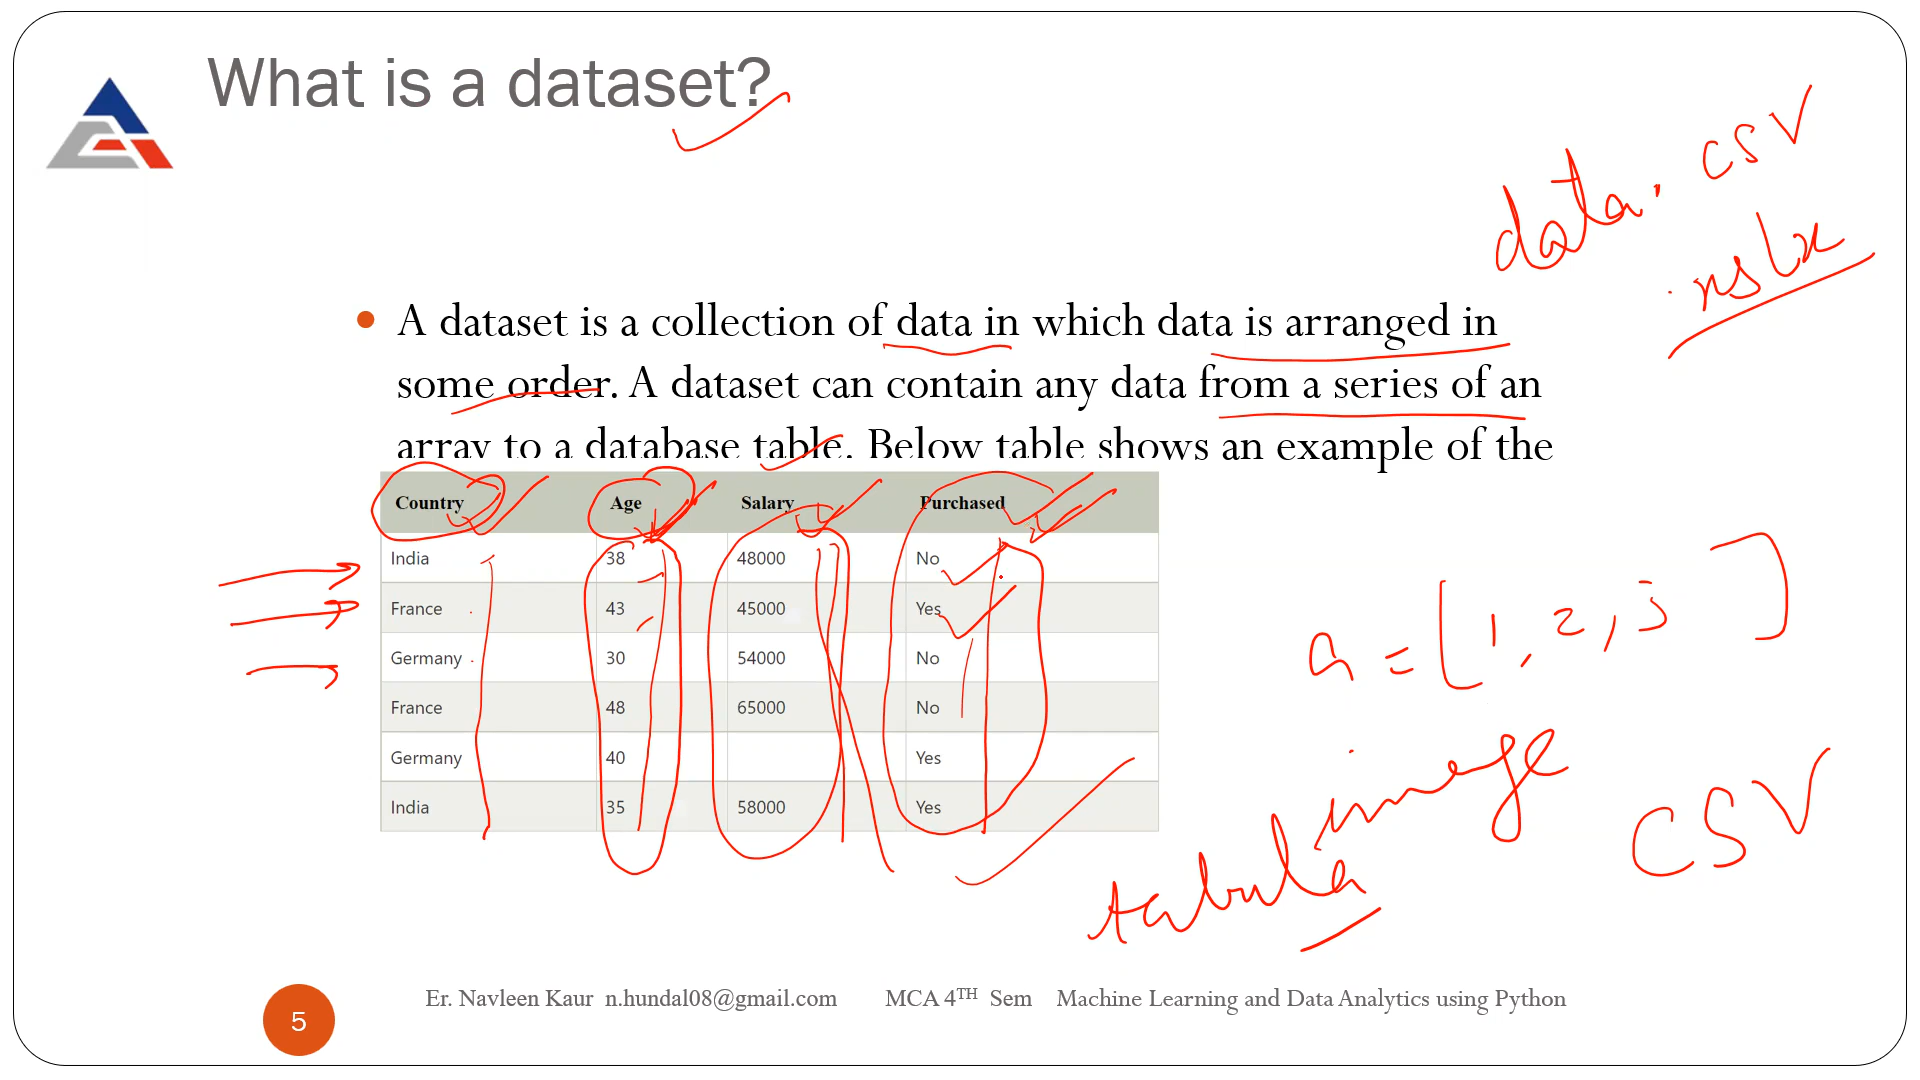 What is a dataset?
data. csv
.xslx
A dataset is a collection of data in which data is arranged in
some order. A dataset can contain any data from a series of an
array to a database table. Below table shows an example of the
Country Age Salary Purchased
India 38 48000 No
France 43 45000 Yes
Germany 30 54000 No
France 48 65000 No
Germany 40 Yes
India 35 58000 Yes
a = [1, 2, 3 ]
image
CSV
Er. Navleen Kaur n.hundal08@gmail.com MCA 4TH Sem Machine Learning and Data Analytics using Python
5